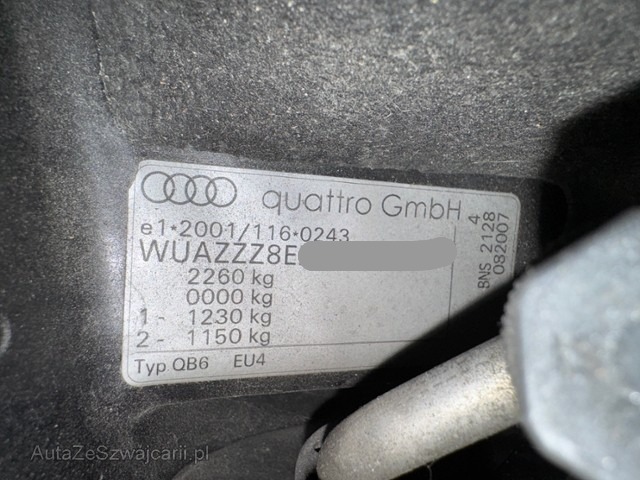 quattro GmbH
e1*2001/116*0243
WUAZZZ8E
2260 kg
0000 kg
1 - 1230 kg
2 - 1150 kg
Typ QB6 EU4
4
BNS 2128
082007
AutaZeSzwajcarii.pl